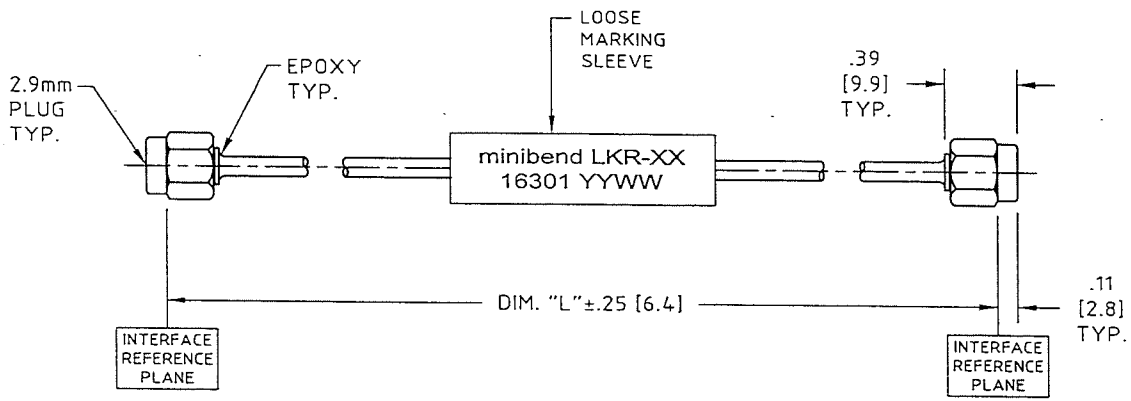 LOOSE
MARKING
SLEEVE
2.9mm
PLUG
TYP.
EPOXY
TYP.
.39
[9.9]
TYP.
minibend LKR-XX
16301 YYWW
DIM. "L"±.25 [6.4]
.11
[2.8]
TYP.
INTERFACE
REFERENCE
PLANE
INTERFACE
REFERENCE
PLANE